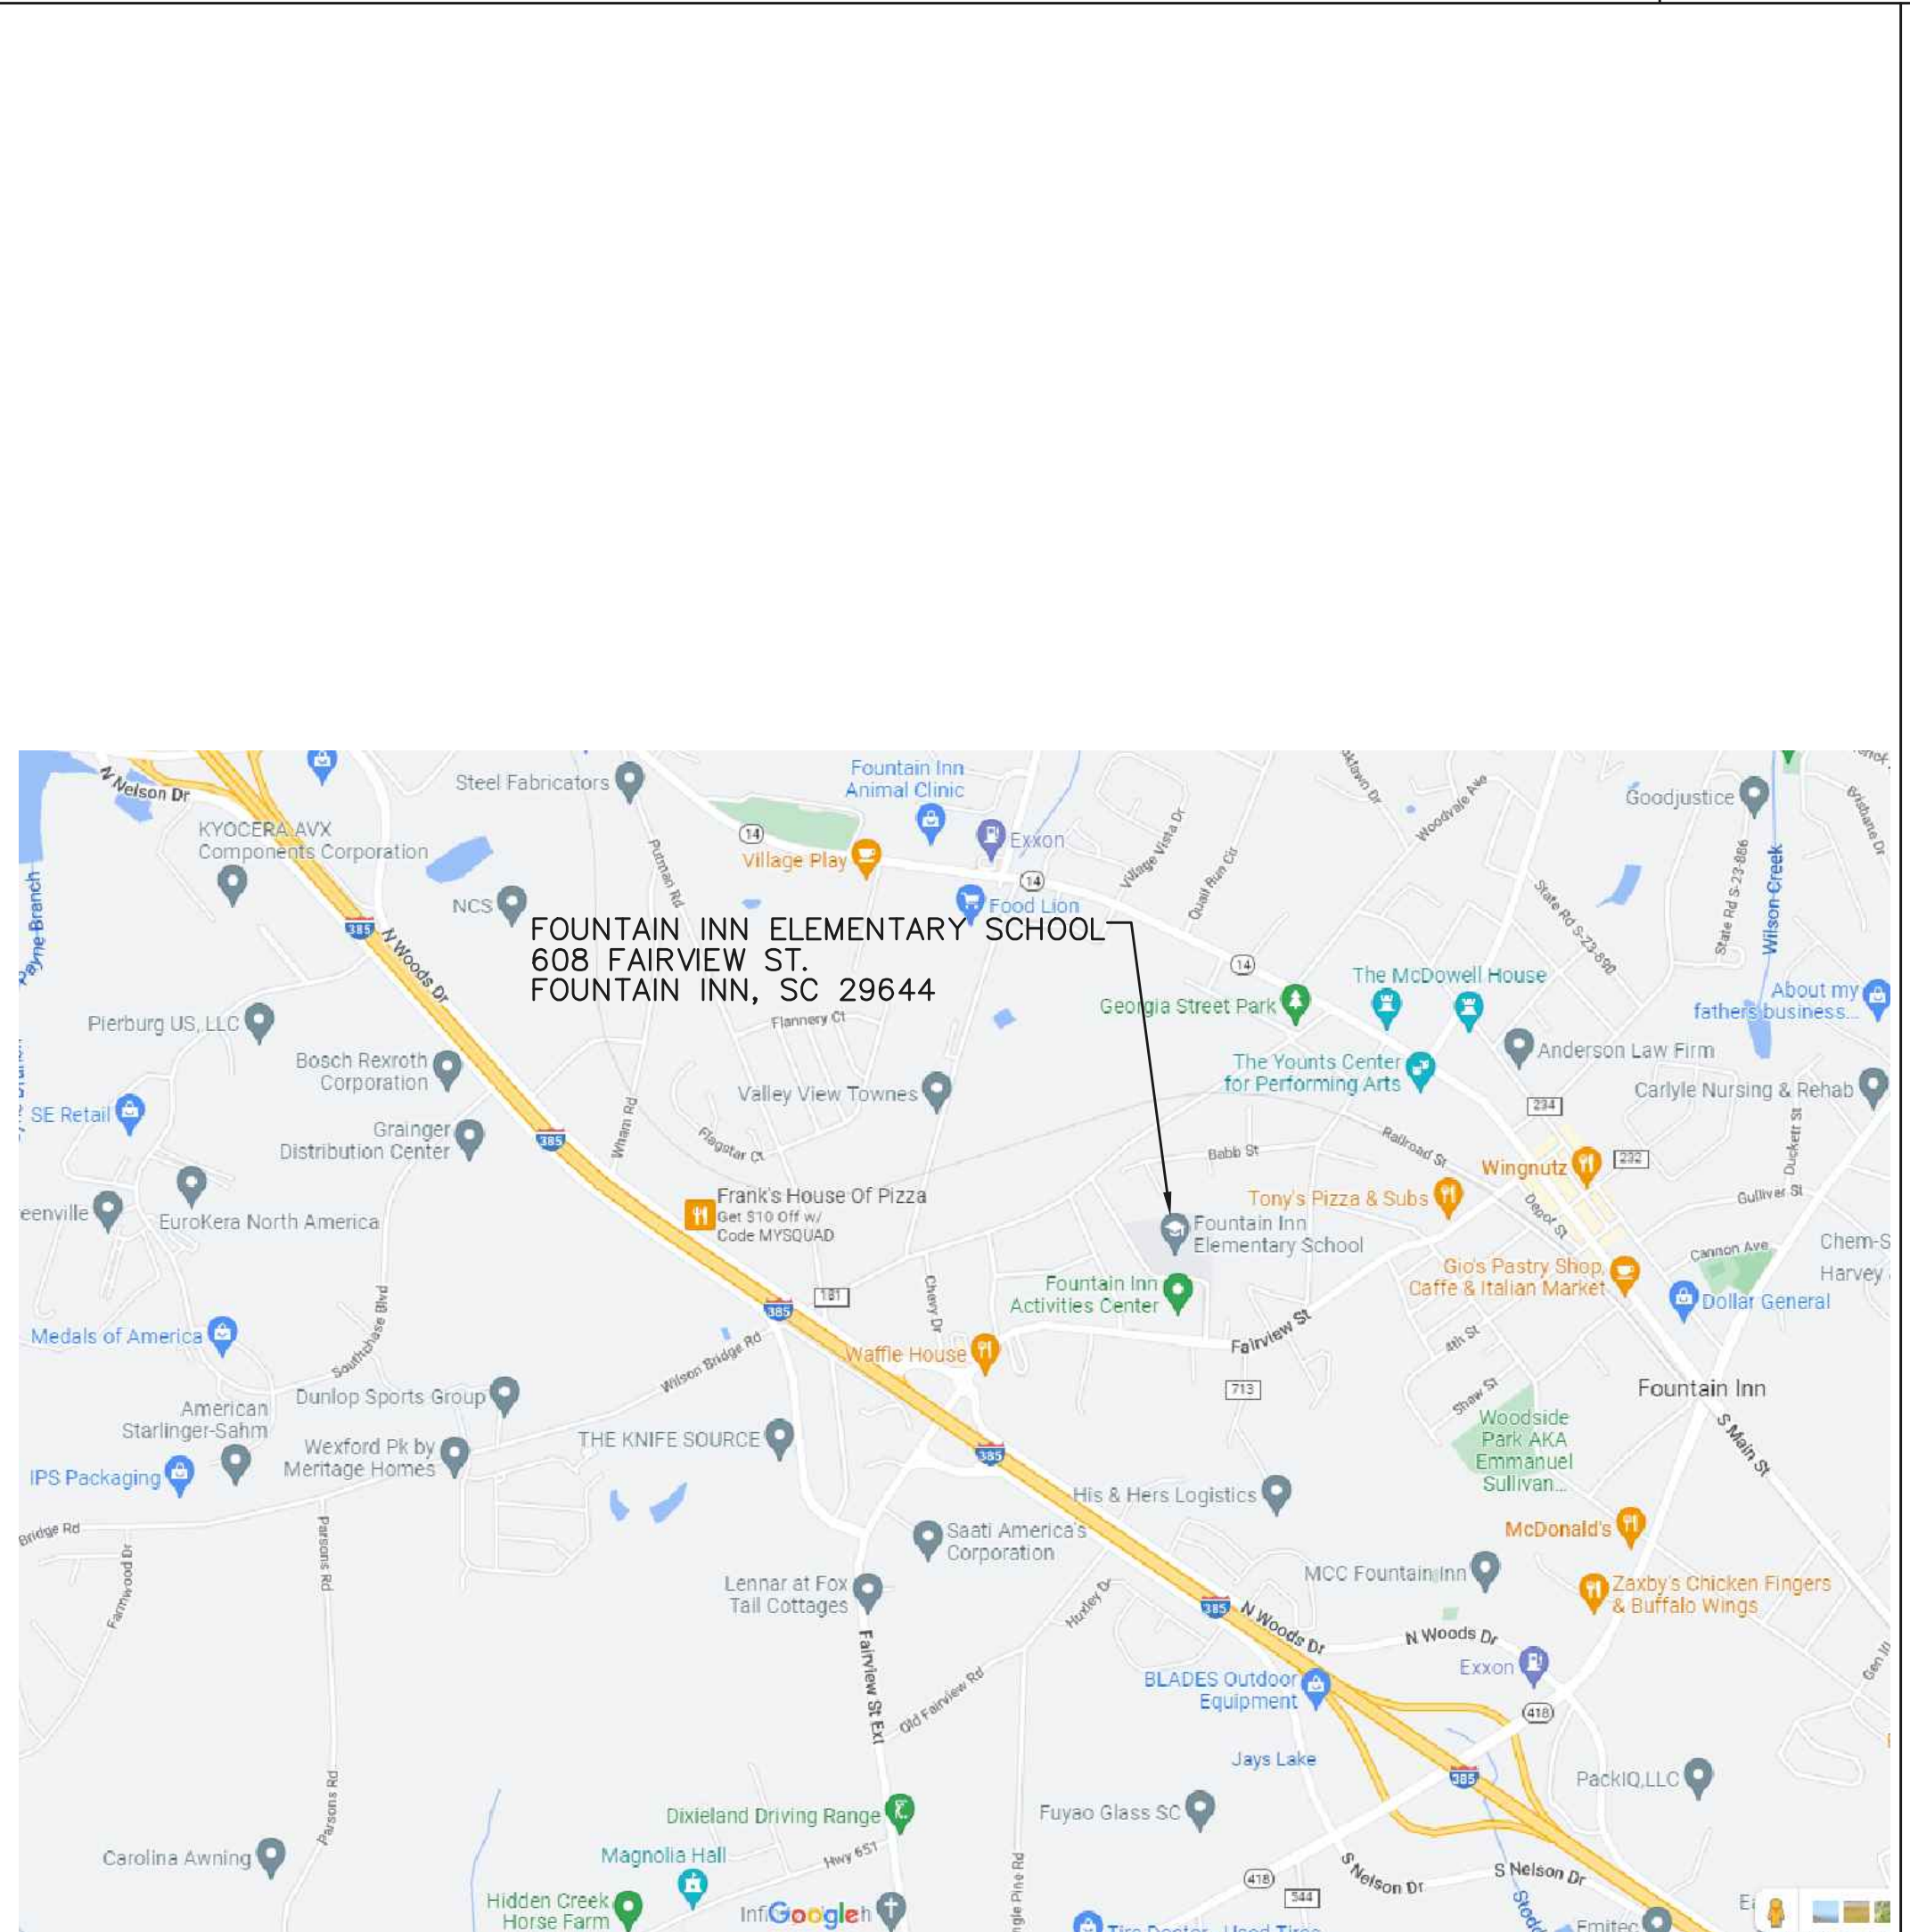 N Nelson Dr
Steel Fabricators
Fountain Inn
Animal Clinic
Goodjustice
Brisbane Dr
Woodvale Ave
KYOCERA AVX
Components Corporation
14
Exxon
Village Play
Putman Rd
Village Vista Dr
Quail Run Cir
State Rd S-23-886
Wilson Creek
Payne Branch
NCS
14
Food Lion
State Rd S-23-890
385
N Woods Dr
FOUNTAIN INN ELEMENTARY SCHOOL
608 FAIRVIEW ST.
FOUNTAIN INN, SC 29644
14
The McDowell House
Georgia Street Park
About my
fathers business...
Pierburg US, LLC
Flannery Ct
Bosch Rexroth
Corporation
The Younts Center
for Performing Arts
Anderson Law Firm
Valley View Townes
Carlyle Nursing & Rehab
SE Retail
234
Grainger
Distribution Center
385
Wham Rd
Flagstar Ct
Babb St
Railroad St
Wingnutz
232
Duckett St
Gulliver St
Frank's House Of Pizza
Get $10 Off w/
Code MYSQUAD
Tony's Pizza & Subs
Depot St
eenville
EuroKera North America
Fountain Inn
Elementary School
Cannon Ave
Chem-S
Harvey
Gio's Pastry Shop,
Caffe & Italian Market
Fountain Inn
Activities Center
Dollar General
181
385
Chevy Dr
Southchase Blvd
Medals of America
Wilson Bridge Rd
Waffle House
Fairview St
4th St
713
Shaw St
Fountain Inn
Dunlop Sports Group
American
Starlinger-Sahm
Woodside
Park AKA
Emmanuel
Sullivan...
S Main St
THE KNIFE SOURCE
Wexford Pk by
Meritage Homes
385
IPS Packaging
His & Hers Logistics
Bridge Rd
Parsons Rd
Farmwood Dr
Saati America's
Corporation
McDonald's
MCC Fountain Inn
Lennar at Fox
Tail Cottages
Zaxby's Chicken Fingers
& Buffalo Wings
Huxley Dr
385
N Woods Dr
N Woods Dr
Fairview St Ext
Old Fairview Rd
Exxon
BLADES Outdoor
Equipment
418
Jays Lake
385
PackIQ,LLC
Parsons Rd
Dixieland Driving Range
Fuyao Glass SC
Carolina Awning
Magnolia Hall
Hwy 651
ngle Pine Rd
418
544
S Nelson Dr
S Nelson Dr
Hidden Creek
Horse Farm
Google
Emitec